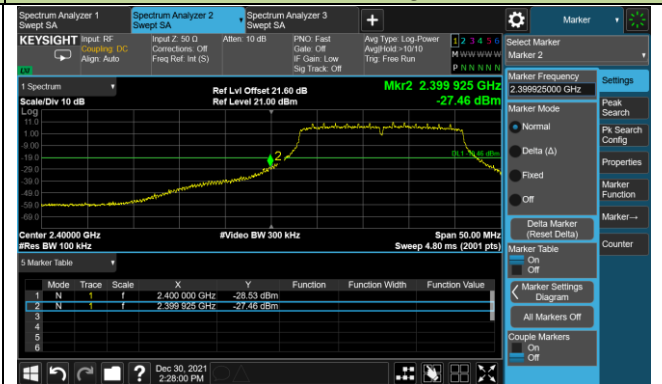 Spectrum Analyzer 1
Swept SA
Spectrum Analyzer 2
Swept SA
Spectrum Analyzer 3
Swept SA
+
Marker
KEYSIGHT
Input: RF
Coupling: DC
Align: Auto
Input Z: 50 Ω
Corrections: Off
Freq Ref: Int (S)
Atten: 10 dB
PNO: Fast
Gate: Off
IF Gain: Low
Sig Track: Off
Avg Type: Log-Power
Avg|Hold:>10/10
Trig: Free Run
1 2 3 4 5 6
M W W W W W
P N N N N N
Select Marker
Marker 2
1 Spectrum
Scale/Div 10 dB
Log
Ref Lvl Offset 21.60 dB
Ref Level 21.00 dBm
Mkr2 2.399 925 GHz
-27.46 dBm
11.0
1.00
-9.00
-19.0
-29.0
-39.0
-49.0
-59.0
-69.0
2
Center 2.40000 GHz
#Res BW 100 kHz
#Video BW 300 kHz
Span 50.00 MHz
Sweep 4.80 ms (2001 pts)
5 Marker Table
Mode Trace Scale X Y Function Function Width Function Value
1 N 1 f 2.400 000 GHz -28.53 dBm
2 N 1 f 2.399 925 GHz -27.46 dBm
3
4
5
6
Marker Frequency
2.399925000 GHz
Marker Mode
Normal
Delta (Δ)
Fixed
Off
Delta Marker
(Reset Delta)
Marker Table
On
Off
Marker Settings
Diagram
All Markers Off
Couple Markers
On
Off
Settings
Peak
Search
Pk Search
Config
Properties
Marker
Function
Marker→
Counter
?
Dec 30, 2021
2:28:00 PM